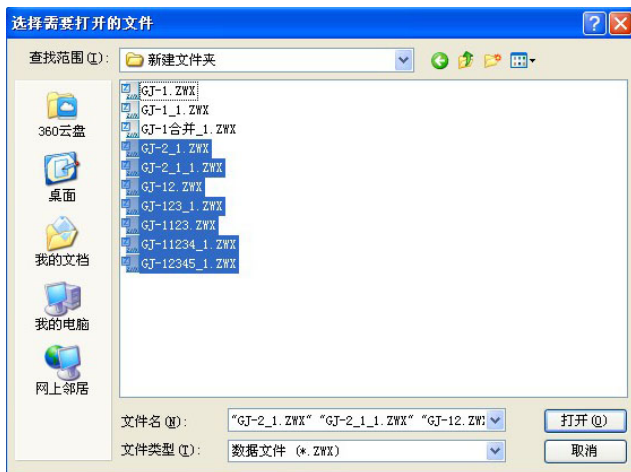 选择需要打开的文件
查找范围(I):
新建文件夹
GJ-1.ZWX
GJ-1_1.ZWX
GJ-1合并_1.ZWX
GJ-2_1.ZWX
GJ-2_1_1.ZWX
GJ-12.ZWX
GJ-123_1.ZWX
GJ-1123.ZWX
GJ-11234_1.ZWX
GJ-12345_1.ZWX
360云盘
桌面
我的文档
我的电脑
网上邻居
文件名(N):
"GJ-2_1.ZWX" "GJ-2_1_1.ZWX" "GJ-12.ZW
打开(O)
文件类型(T):
数据文件 (*.ZWX)
取消